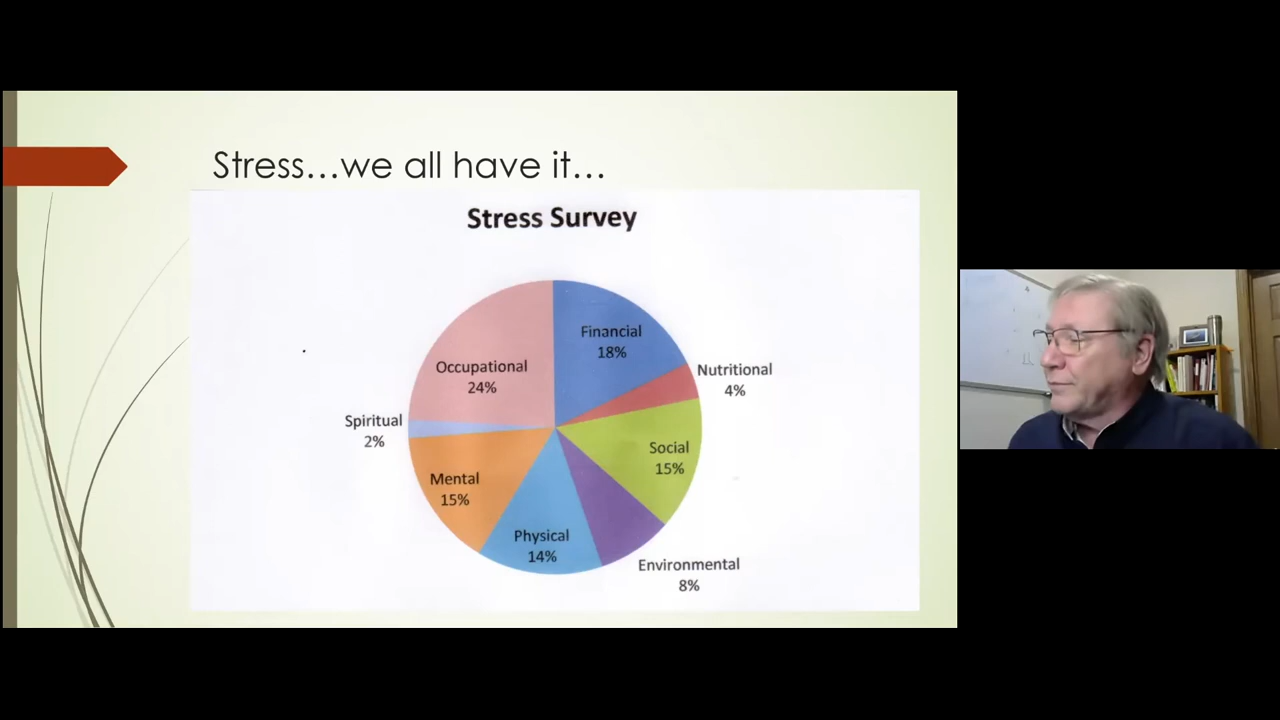 Stress...we all have it...
Stress Survey
Financial
18%
Nutritional
4%
Social
15%
Environmental
8%
Physical
14%
Mental
15%
Spiritual
2%
Occupational
24%